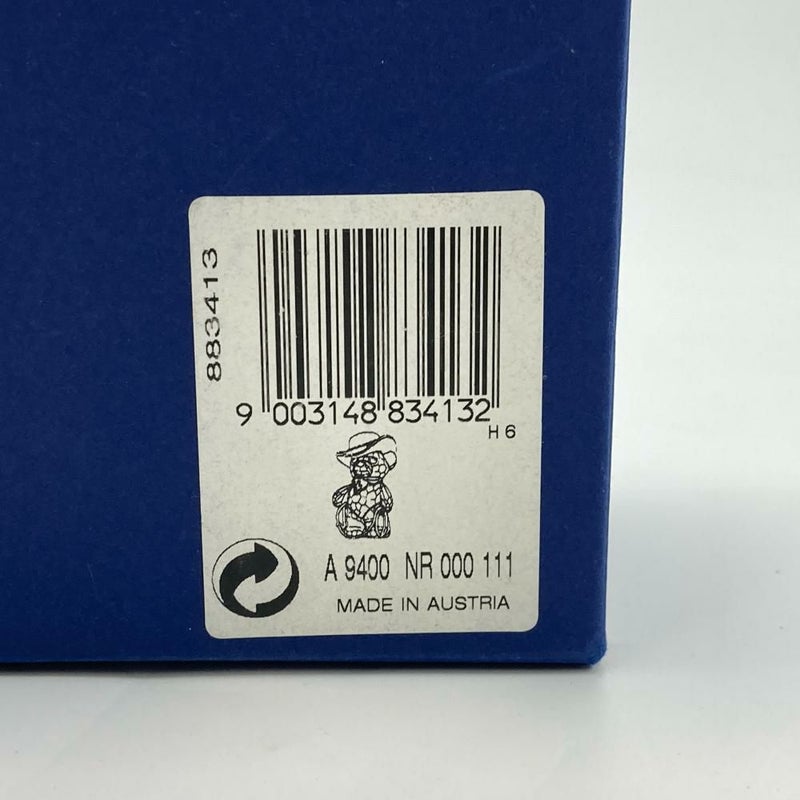 883413
9 003148 834132
H 6
A 9400 NR 000 111
MADE IN AUSTRIA